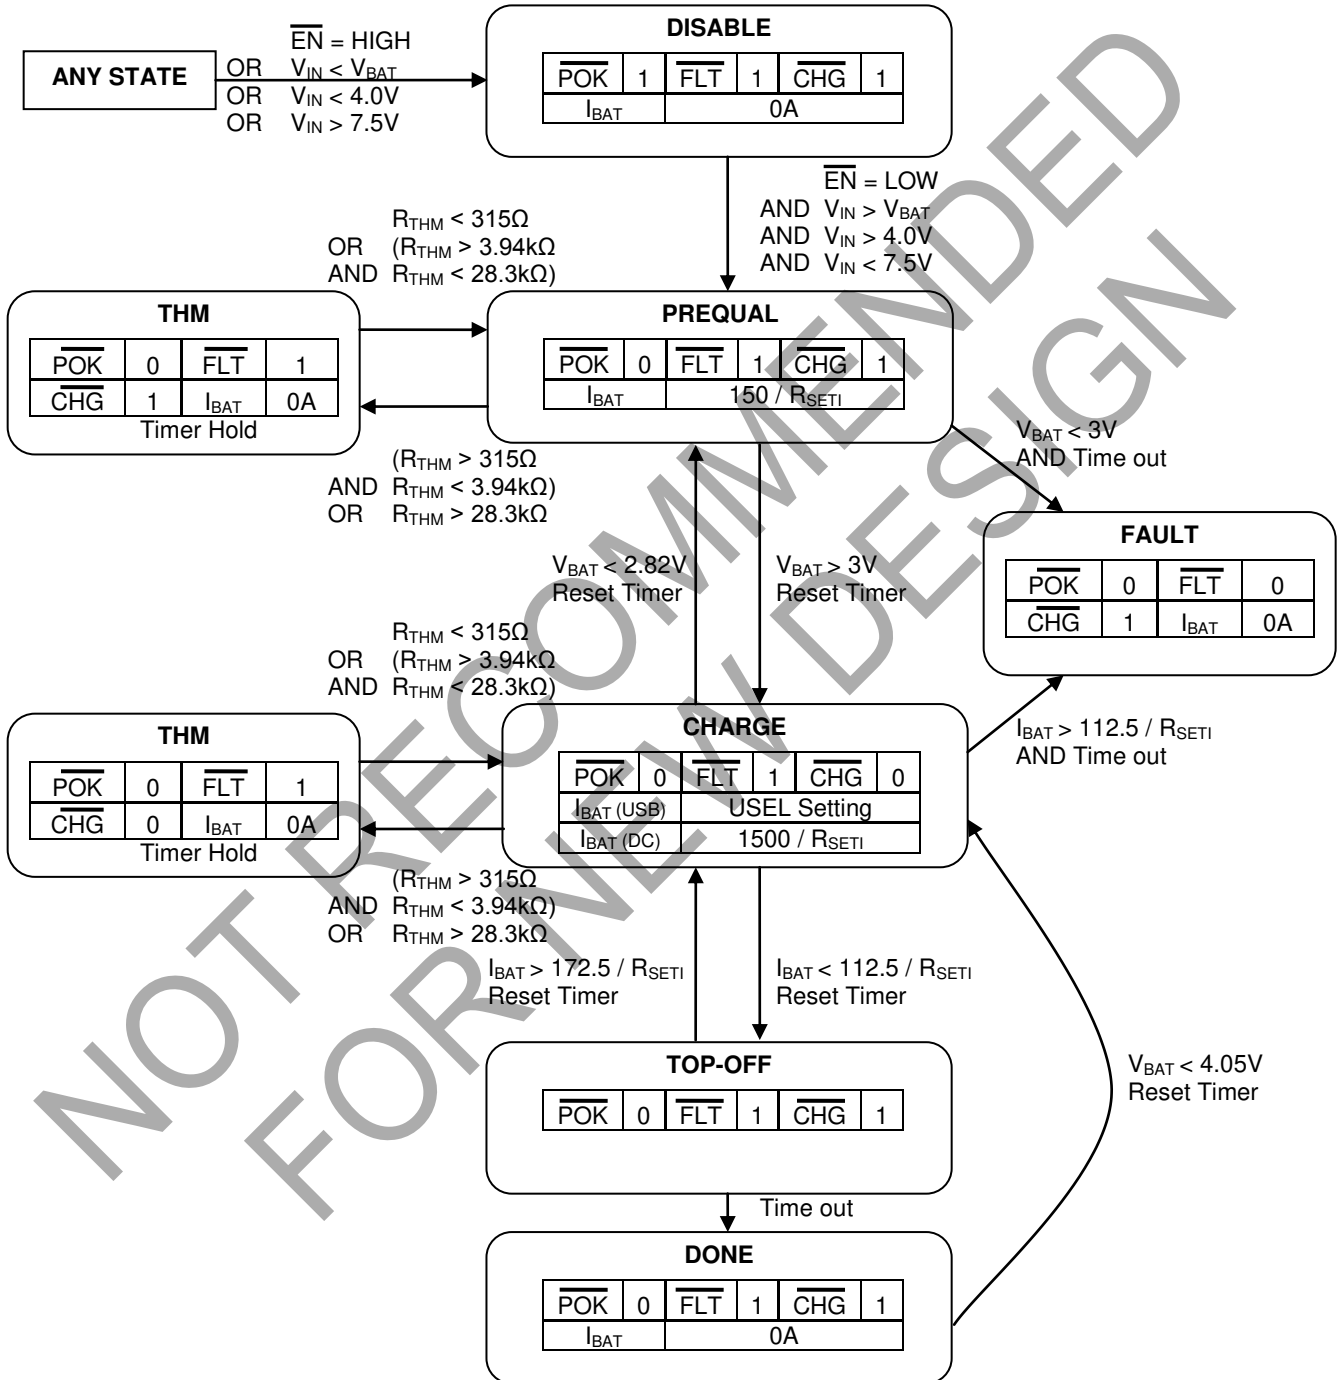 ANY STATE
EN = HIGH
OR V_IN < V_BAT
OR V_IN < 4.0V
OR V_IN > 7.5V
DISABLE
POK 1 FLT 1 CHG 1
I_BAT 0A
EN = LOW
AND V_IN > V_BAT
AND V_IN > 4.0V
AND V_IN < 7.5V
R_THM < 315Ω
OR (R_THM > 3.94kΩ
AND R_THM < 28.3kΩ)
THM
POK 0 FLT 1
CHG 1 I_BAT 0A
Timer Hold
PREQUAL
POK 0 FLT 1 CHG 1
I_BAT 150 / R_SETI
(R_THM > 315Ω
AND R_THM < 3.94kΩ)
OR R_THM > 28.3kΩ
V_BAT < 3V
AND Time out
FAULT
POK 0 FLT 0
CHG 1 I_BAT 0A
V_BAT < 2.82V
Reset Timer
V_BAT > 3V
Reset Timer
R_THM < 315Ω
OR (R_THM > 3.94kΩ
AND R_THM < 28.3kΩ)
THM
POK 0 FLT 1
CHG 0 I_BAT 0A
Timer Hold
CHARGE
POK 0 FLT 1 CHG 0
I_BAT (USB) USEL Setting
I_BAT (DC) 1500 / R_SETI
I_BAT > 112.5 / R_SETI
AND Time out
(R_THM > 315Ω
AND R_THM < 3.94kΩ)
OR R_THM > 28.3kΩ
I_BAT > 172.5 / R_SETI
Reset Timer
I_BAT < 112.5 / R_SETI
Reset Timer
TOP-OFF
POK 0 FLT 1 CHG 1
V_BAT < 4.05V
Reset Timer
Time out
DONE
POK 0 FLT 1 CHG 1
I_BAT 0A
NOT RECOMMENDED
FOR NEW DESIGN